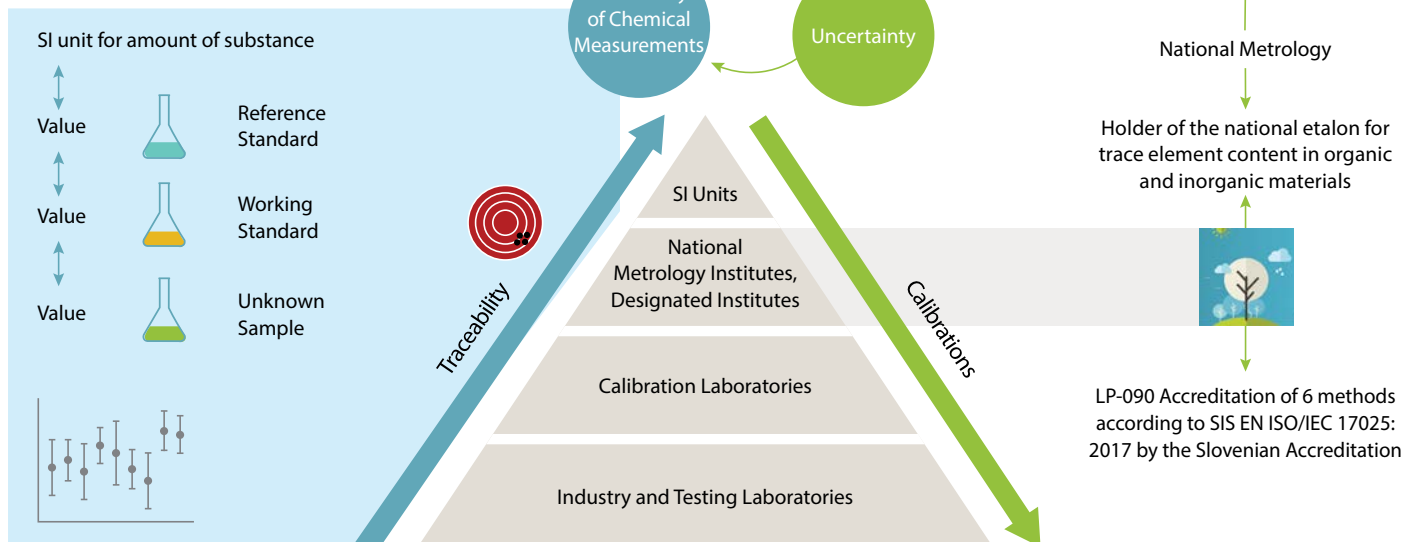 SI unit for amount of substance
Value
Reference
Standard
Value
Working
Standard
Value
Unknown
Sample
of Chemical
Measurements
Uncertainty
Traceability
Calibrations
SI Units
National
Metrology Institutes,
Designated Institutes
Calibration Laboratories
Industry and Testing Laboratories
National Metrology
Holder of the national etalon for
trace element content in organic
and inorganic materials
LP-090 Accreditation of 6 methods
according to SIS EN ISO/IEC 17025:
2017 by the Slovenian Accreditation